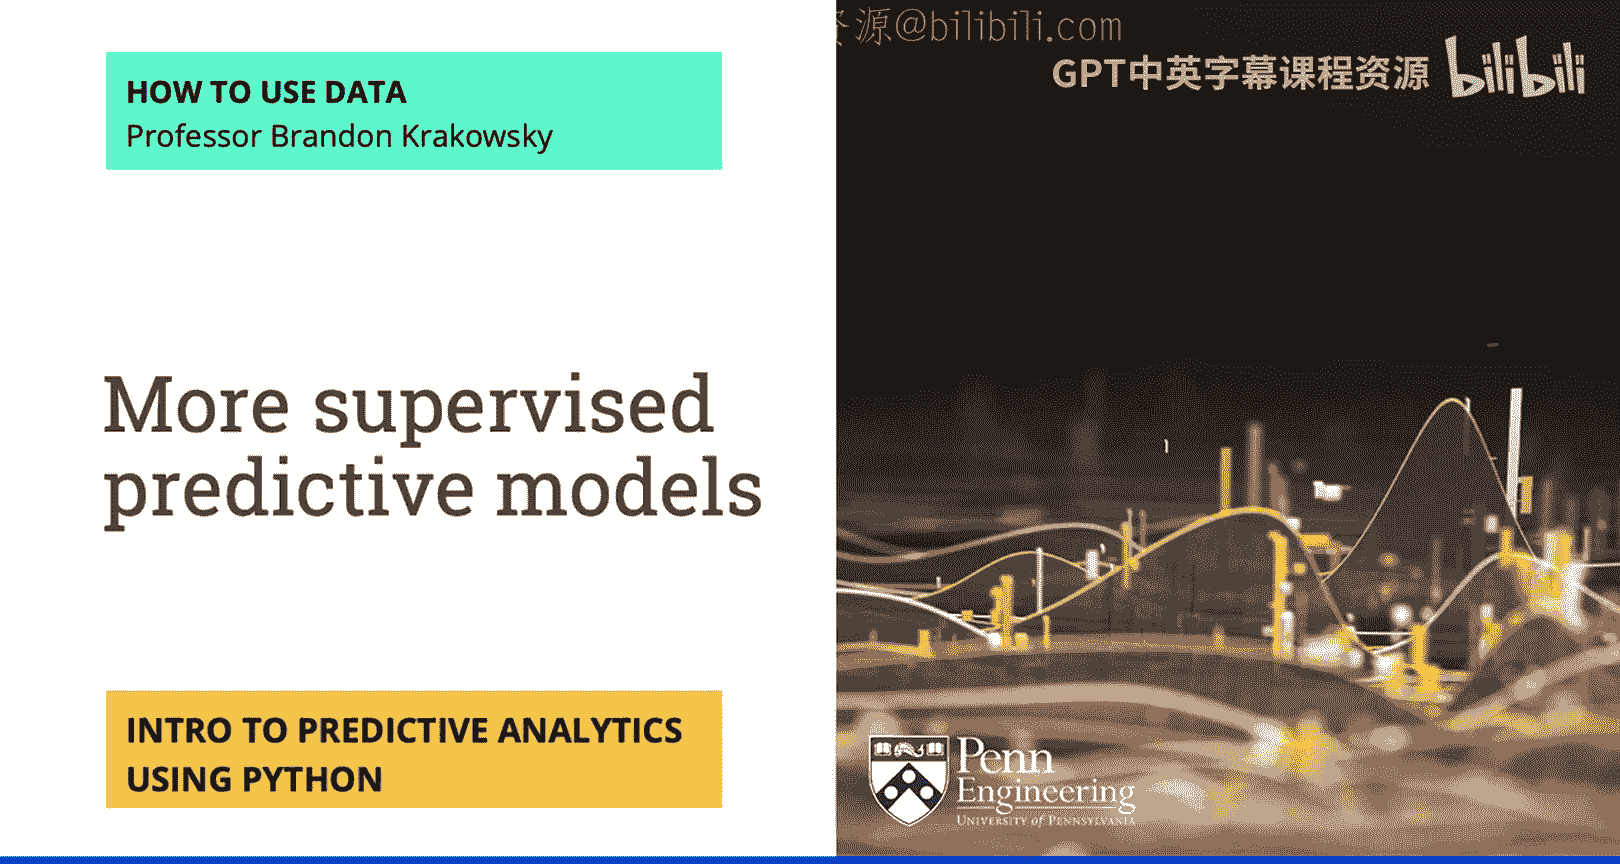 HOW TO USE DATA
Professor Brandon Krakowsky
More supervised
predictive models
INTRO TO PREDICTIVE ANALYTICS
USING PYTHON
源@bilibili.com
GPT中英字幕课程资源 bilibili
Penn
Engineering
UNIVERSITY of PENNSYLVANIA